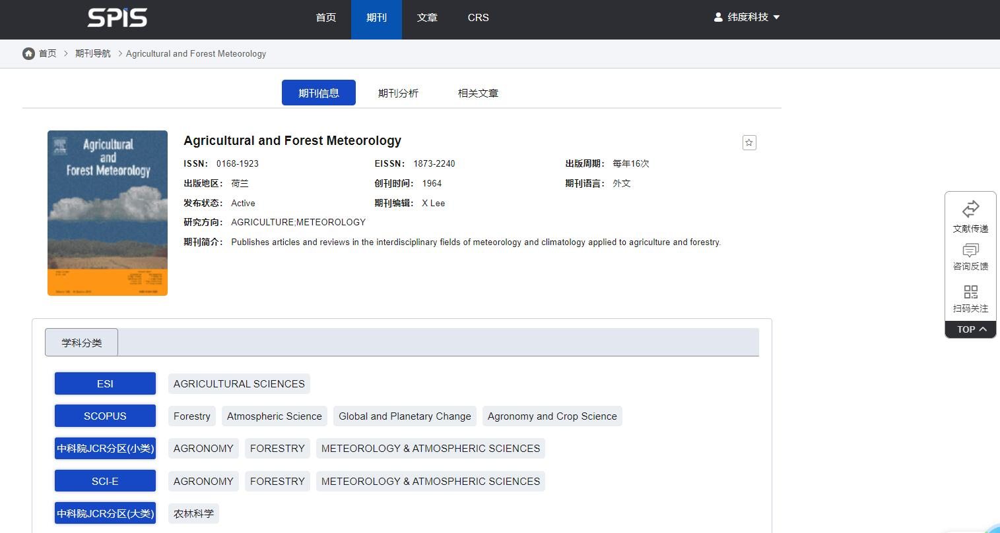 SPIS 首页 期刊 文章 CRS 纬度科技
首页 > 期刊导航 > Agricultural and Forest Meteorology
期刊信息 期刊分析 相关文章
Agricultural
and
Forest Meteorology
Agricultural and Forest Meteorology
ISSN： 0168-1923 EISSN： 1873-2240 出版周期： 每年16次
出版地区： 荷兰 创刊时间： 1964 期刊语言： 外文
发布状态： Active 期刊编辑： X Lee
研究方向： AGRICULTURE;METEOROLOGY
期刊简介： Publishes articles and reviews in the interdisciplinary fields of meteorology and climatology applied to agriculture and forestry.
文献传递
咨询反馈
扫码关注
TOP
学科分类
ESI AGRICULTURAL SCIENCES
SCOPUS Forestry Atmospheric Science Global and Planetary Change Agronomy and Crop Science
中科院JCR分区(小类) AGRONOMY FORESTRY METEOROLOGY & ATMOSPHERIC SCIENCES
SCI-E AGRONOMY FORESTRY METEOROLOGY & ATMOSPHERIC SCIENCES
中科院JCR分区(大类) 农林科学